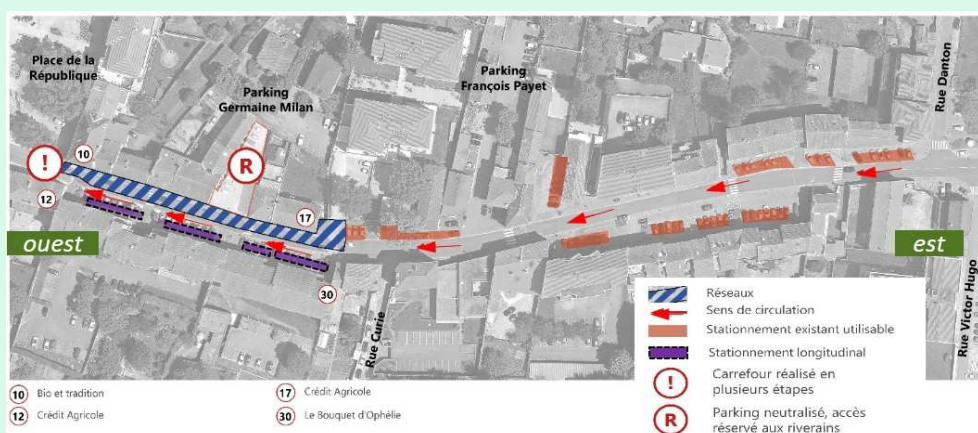 Place de la
République
Parking
Germaine Milan
Parking
François Payet
Rue Danton
!
10
R
12
17
ouest
est
30
Rue Curie
Rue Victor Hugo
Réseaux
Sens de circulation
Stationnement existant utilisable
Stationnement longitudinal
! Carrefour réalisé en
plusieurs étapes
R Parking neutralisé, accès
réservé aux riverains
10 Bio et tradition
12 Crédit Agricole
17 Crédit Agricole
30 Le Bouquet d'Ophélie